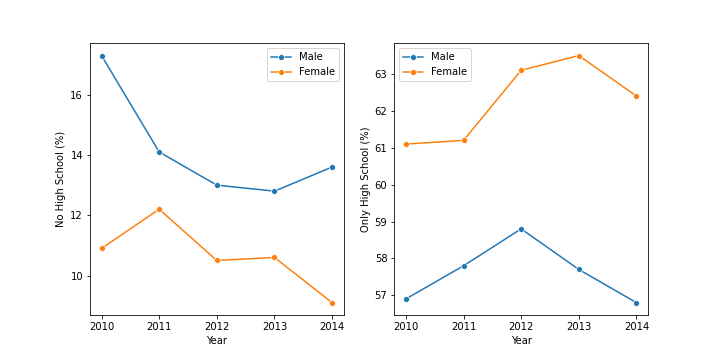 No High School (%)
16
14
12
10
Male
Female
2010 2011 2012 2013 2014
Year
Only High School (%)
63
62
61
60
59
58
57
Male
Female
2010 2011 2012 2013 2014
Year